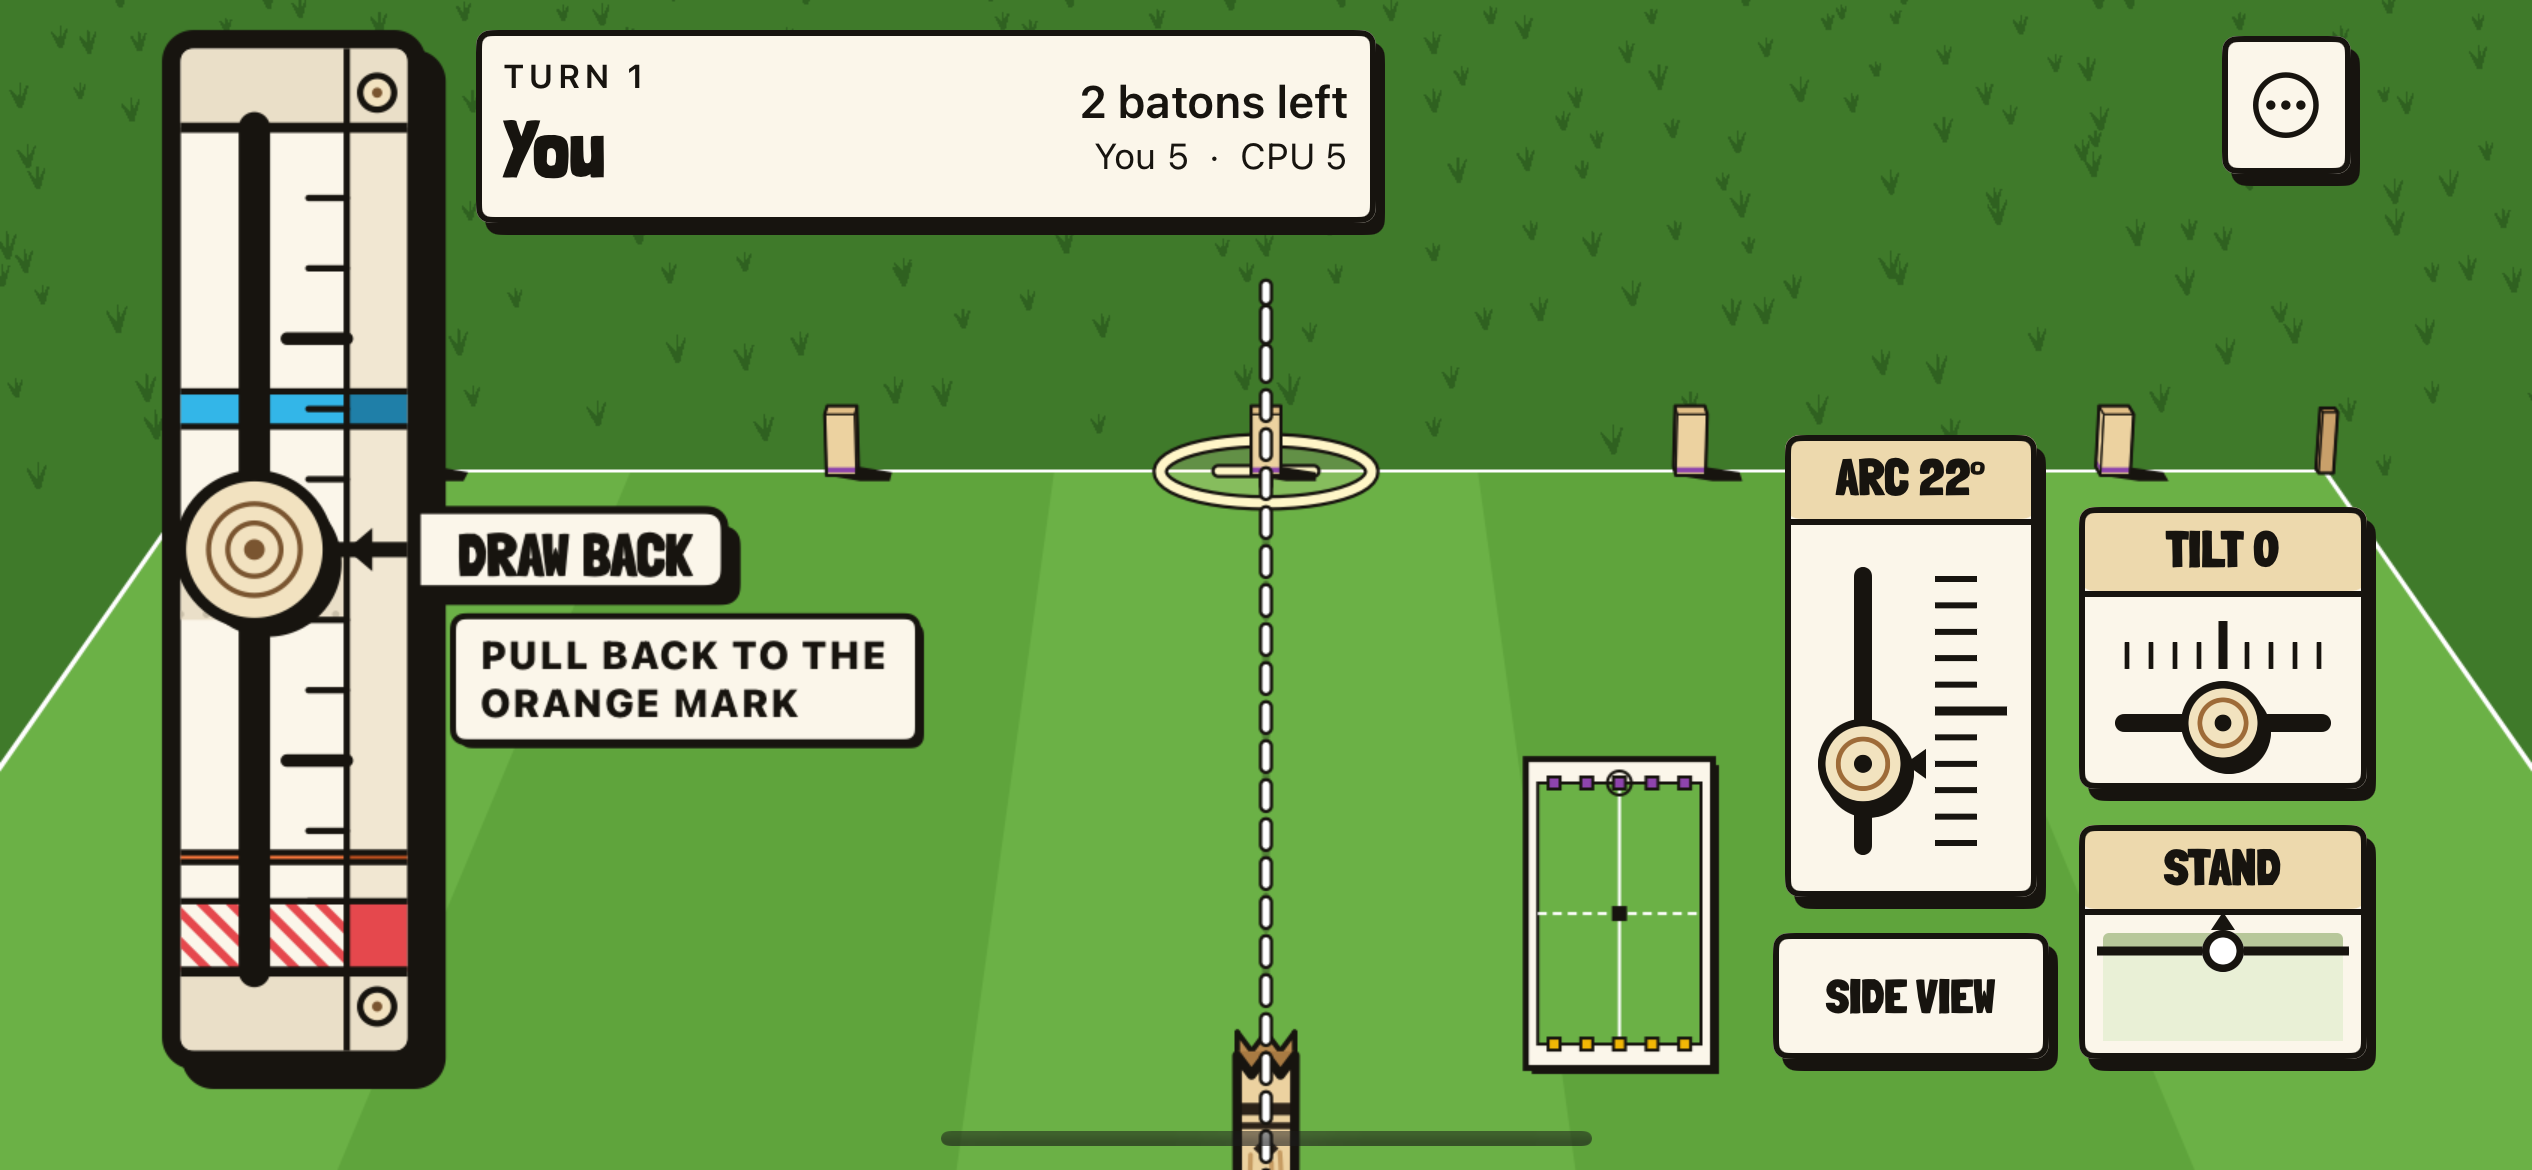 TURN 1
You
2 batons left
You 5 · CPU 5
DRAW BACK
PULL BACK TO THE
ORANGE MARK
ARC 22°
TILT 0
STAND
SIDE VIEW